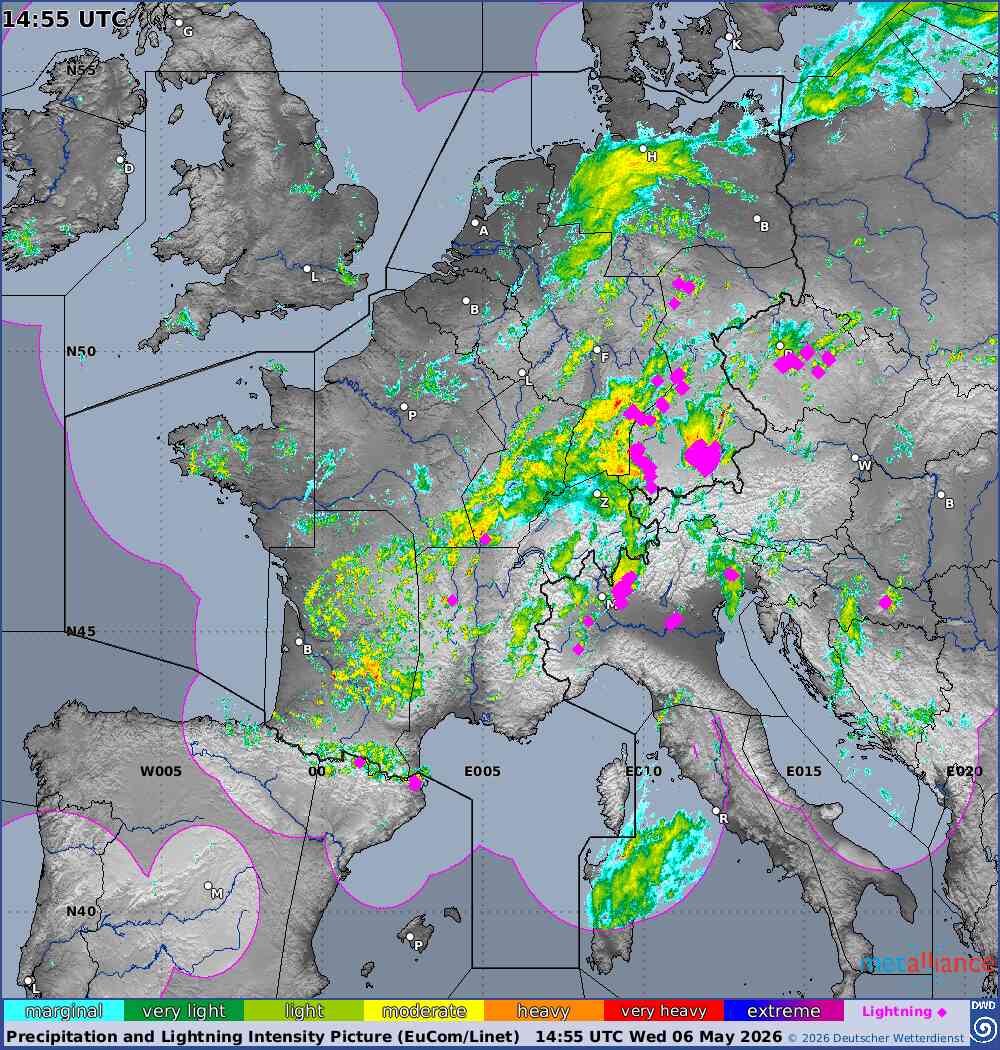 14:55 UTC
G
K
N55
H
D
A
B
L
B
N50
F
P
L
P
W
B
Z
M
N45
B
W005
00
E005
E010
E015
E020
R
M
N40
P
L
metalliance
marginal very light light moderate heavy very heavy extreme Lightning
DWD
Precipitation and Lightning Intensity Picture (EuCom/Linet) 14:55 UTC Wed 06 May 2026 © 2026 Deutscher Wetterdienst